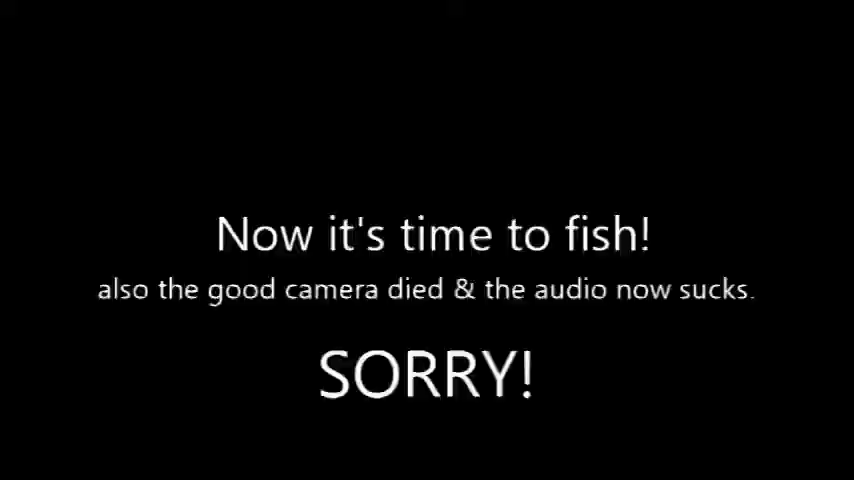 Now it's time to fish!
also the good camera died & the audio now sucks.
SORRY!